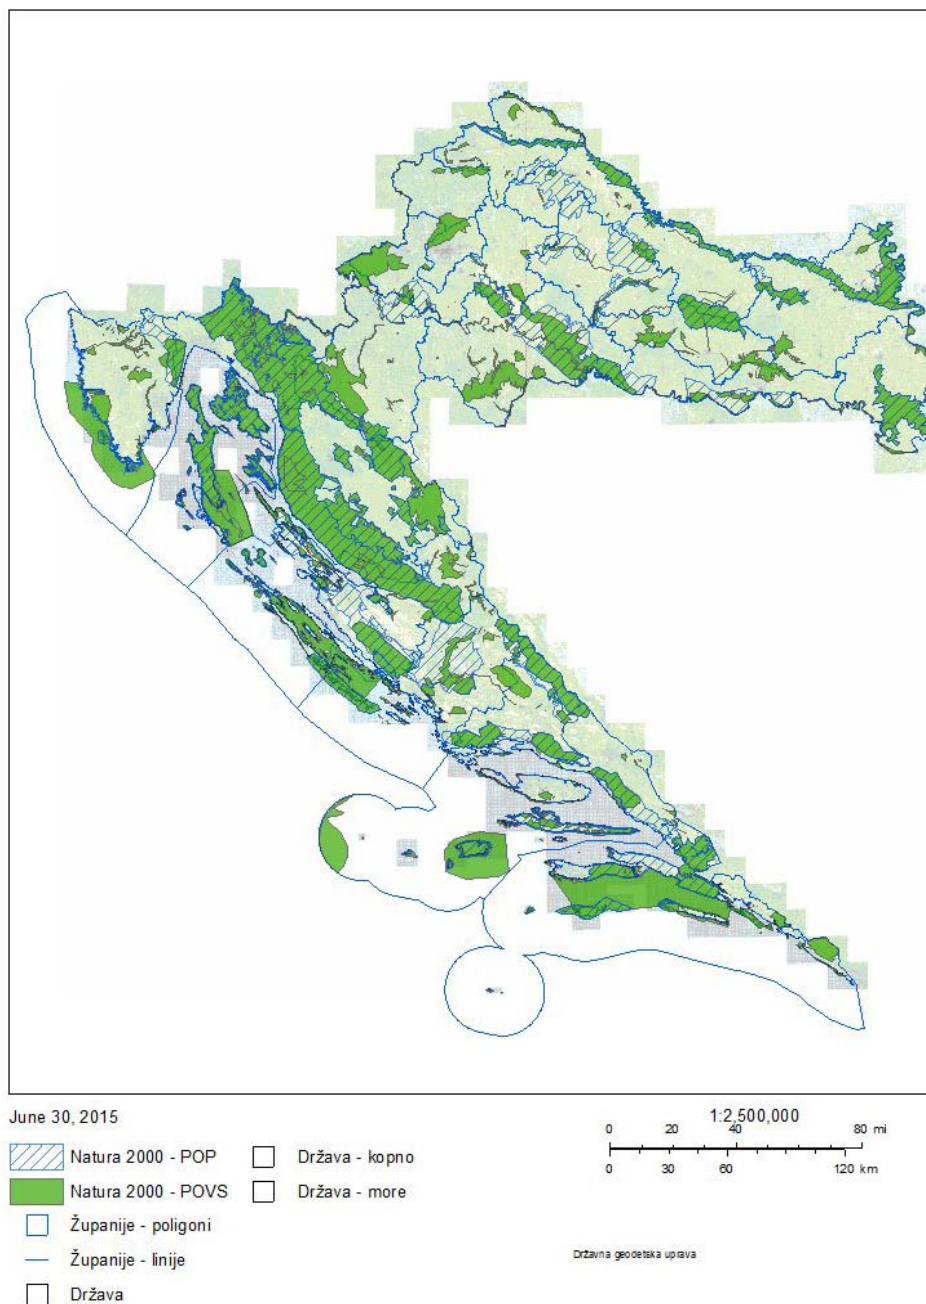 June 30, 2015
Natura 2000 - POP
Natura 2000 - POVS
Županije - poligoni
Županije - linije
Država
Država - kopno
Država - more
1:2,500,000
0 20 40 80 mi
0 30 60 120 km
Državna geodetska uprava